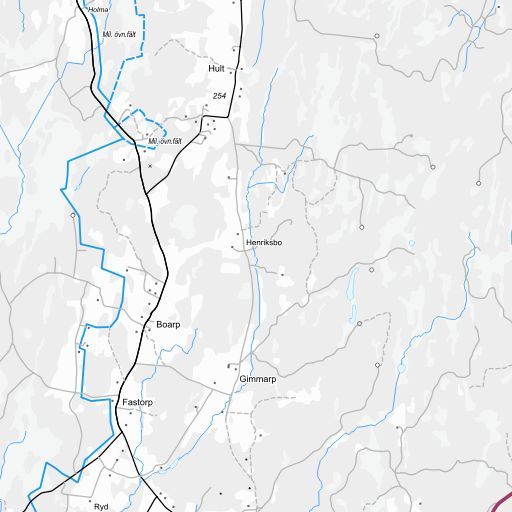 Holma
Mil. övn.fält
Hult
254
Mil. övn.fält
Henriksbo
Boarp
Gimmarp
Fastorp
Ryd